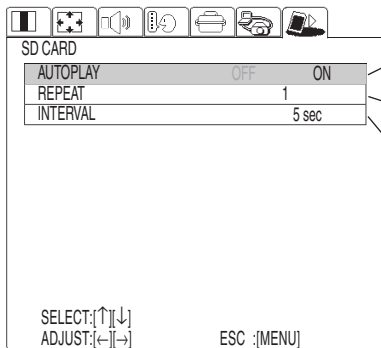 SD CARD
AUTOPLAY OFF ON
REPEAT 1
INTERVAL 5 sec
SELECT:[↑][↓]
ADJUST:[←][→] ESC :[MENU]